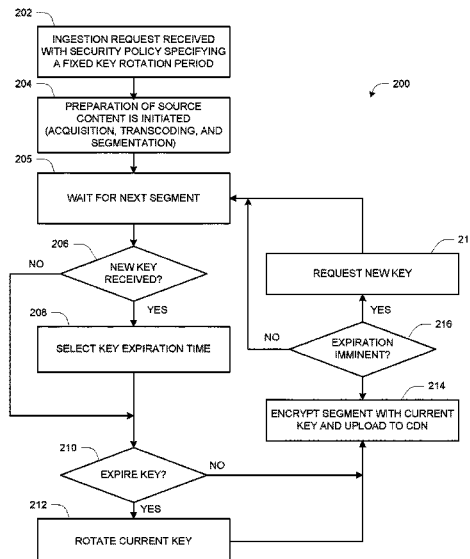 202
INGESTION REQUEST RECEIVED
WITH SECURITY POLICY SPECIFYING
A FIXED KEY ROTATION PERIOD
200
204
PREPARATION OF SOURCE
CONTENT IS INITIATED
(ACQUISITION, TRANSCODING, AND
SEGMENTATION)
205
WAIT FOR NEXT SEGMENT
206
NEW KEY
RECEIVED?
NO
YES
208
SELECT KEY EXPIRATION TIME
21
REQUEST NEW KEY
YES
216
NO
EXPIRATION
IMMINENT?
214
ENCRYPT SEGMENT WITH CURRENT
KEY AND UPLOAD TO CDN
210
EXPIRE KEY?
NO
YES
212
ROTATE CURRENT KEY